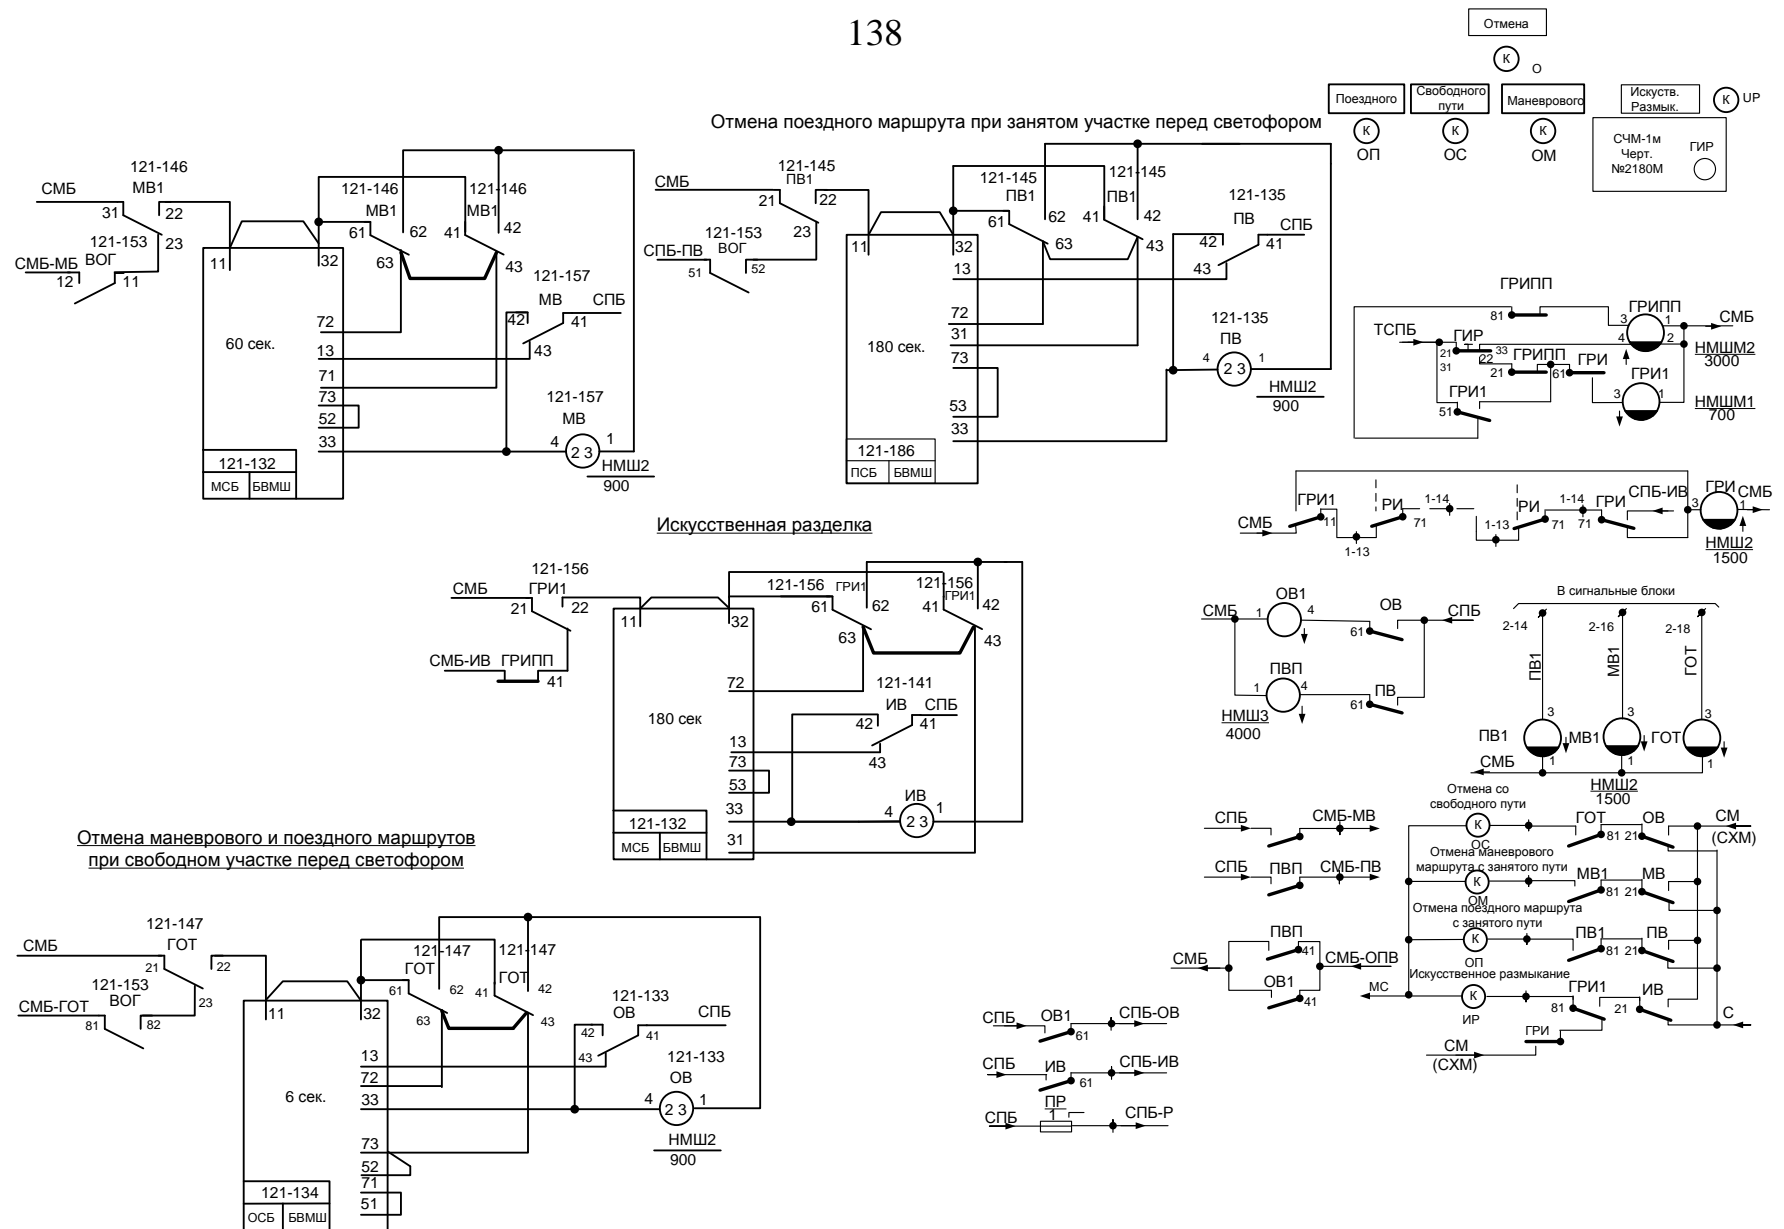 138
Отмена
К
О
Поездного
Свободного
пути
Маневрового
Искуств.
Размык.
К
UP
К
ОП
К
ОС
К
ОМ
СЧМ-1м
Черт.
№2180М
ГИР
121-146
МВ1
СМБ
31
22
23
121-153
ВОГ
СМБ-МБ
12
11
11
32
121-146
МВ1
61
62
63
121-146
МВ1
41
42
43
60 сек.
72
13
71
73
52
33
121-157
МВ
СПБ
42
41
43
121-157
МВ
4
2 3
1
НМШ2
900
121-132
МСБ
БВМШ
Отмена поездного маршрута при занятом участке перед светофором
121-145
ПВ1
СМБ
21
22
23
121-153
ВОГ
СПБ-ПВ
51
52
11
32
121-145
ПВ1
61
62
63
121-145
ПВ1
41
42
43
180 сек.
13
72
31
73
53
33
121-135
ПВ
СПБ
42
41
43
121-135
ПВ
4
2 3
1
НМШ2
900
121-186
ПСБ
БВМШ
ГРИПП
81
ГРИПП
3
1
4
2
СМБ
НМШМ2
3000
ТСПБ
ГИР
21
31
33
22
ГРИПП
21
61
ГРИ
ГРИ1
51
ГРИ1
3
1
НМШМ1
700
СМБ
ГРИ1
11
1-13
РИ
71
1-14
1-13
РИ
71
1-14
71
ГРИ
СПБ-ИВ
3
ГРИ
1
СМБ
НМШ2
1500
Искусственная разделка
121-156
ГРИ1
СМБ
21
22
СМБ-ИВ
ГРИПП
41
11
32
121-156
ГРИ1
61
62
63
121-156
ГРИ1
41
42
43
180 сек
72
13
73
53
33
31
121-141
ИВ
СПБ
42
41
43
ИВ
4
2 3
1
121-132
МСБ
БВМШ
СМБ
1
ОВ1
4
ОВ
61
СПБ
ПВП
1
4
ПВ
61
НМШ3
4000
В сигнальные блоки
2-14
2-16
2-18
ПВ1
МВ1
ГОТ
ПВ1
3
1
МВ1
3
1
ГОТ
3
1
СМБ
НМШ2
1500
Отмена маневрового и поездного маршрутов
при свободном участке перед светофором
121-147
ГОТ
СМБ
21
22
23
121-153
ВОГ
СМБ-ГОТ
81
82
11
32
121-147
ГОТ
61
62
63
121-147
ГОТ
41
42
43
6 сек.
13
72
33
73
52
71
51
121-133
ОВ
СПБ
42
41
43
121-133
ОВ
4
2 3
1
НМШ2
900
121-134
ОСБ
БВМШ
СПБ
СМБ-МВ
СПБ
ПВП
СМБ-ПВ
СМБ
ПВП
41
ОВ1
41
СМБ-ОПВ
СПБ
ОВ1
61
СПБ-ОВ
СПБ
ИВ
61
СПБ-ИВ
СПБ
ПР
1
СПБ-Р
Отмена со
свободного пути
К
ОС
ГОТ
81
21
ОВ
СМ
(СХМ)
Отмена маневрового
маршрута с занятого пути
К
ОМ
МВ1
81
21
МВ
Отмена поездного маршрута
с занятого пути
К
ОП
ПВ1
81
21
ПВ
Искусственное размыкание
МС
К
ИР
ГРИ1
81
21
ИВ
С
ГРИ
СМ
(СХМ)